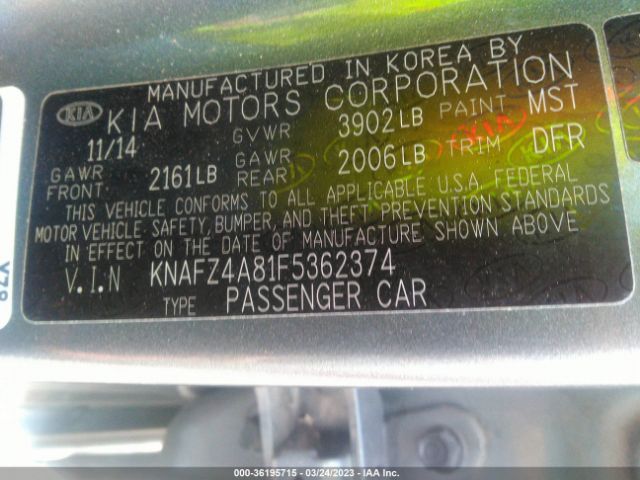 MANUFACTURED IN KOREA BY
KIA KIA MOTORS CORPORATION
11/14 GVWR 3902LB PAINT MST
GAWR FRONT 2161LB GAWR REAR 2006LB TRIM DFR
THIS VEHICLE CONFORMS TO ALL APPLICABLE U.S.A. FEDERAL
MOTOR VEHICLE, SAFETY, BUMPER, AND THEFT PREVENTION STANDARDS
IN EFFECT ON THE DATE OF MANUFACTURE SHOWN ABOVE
V.I.N KNAFZ4A81F5362374
TYPE PASSENGER CAR
Y78
000-36195715 - 03/24/2023 - IAA Inc.